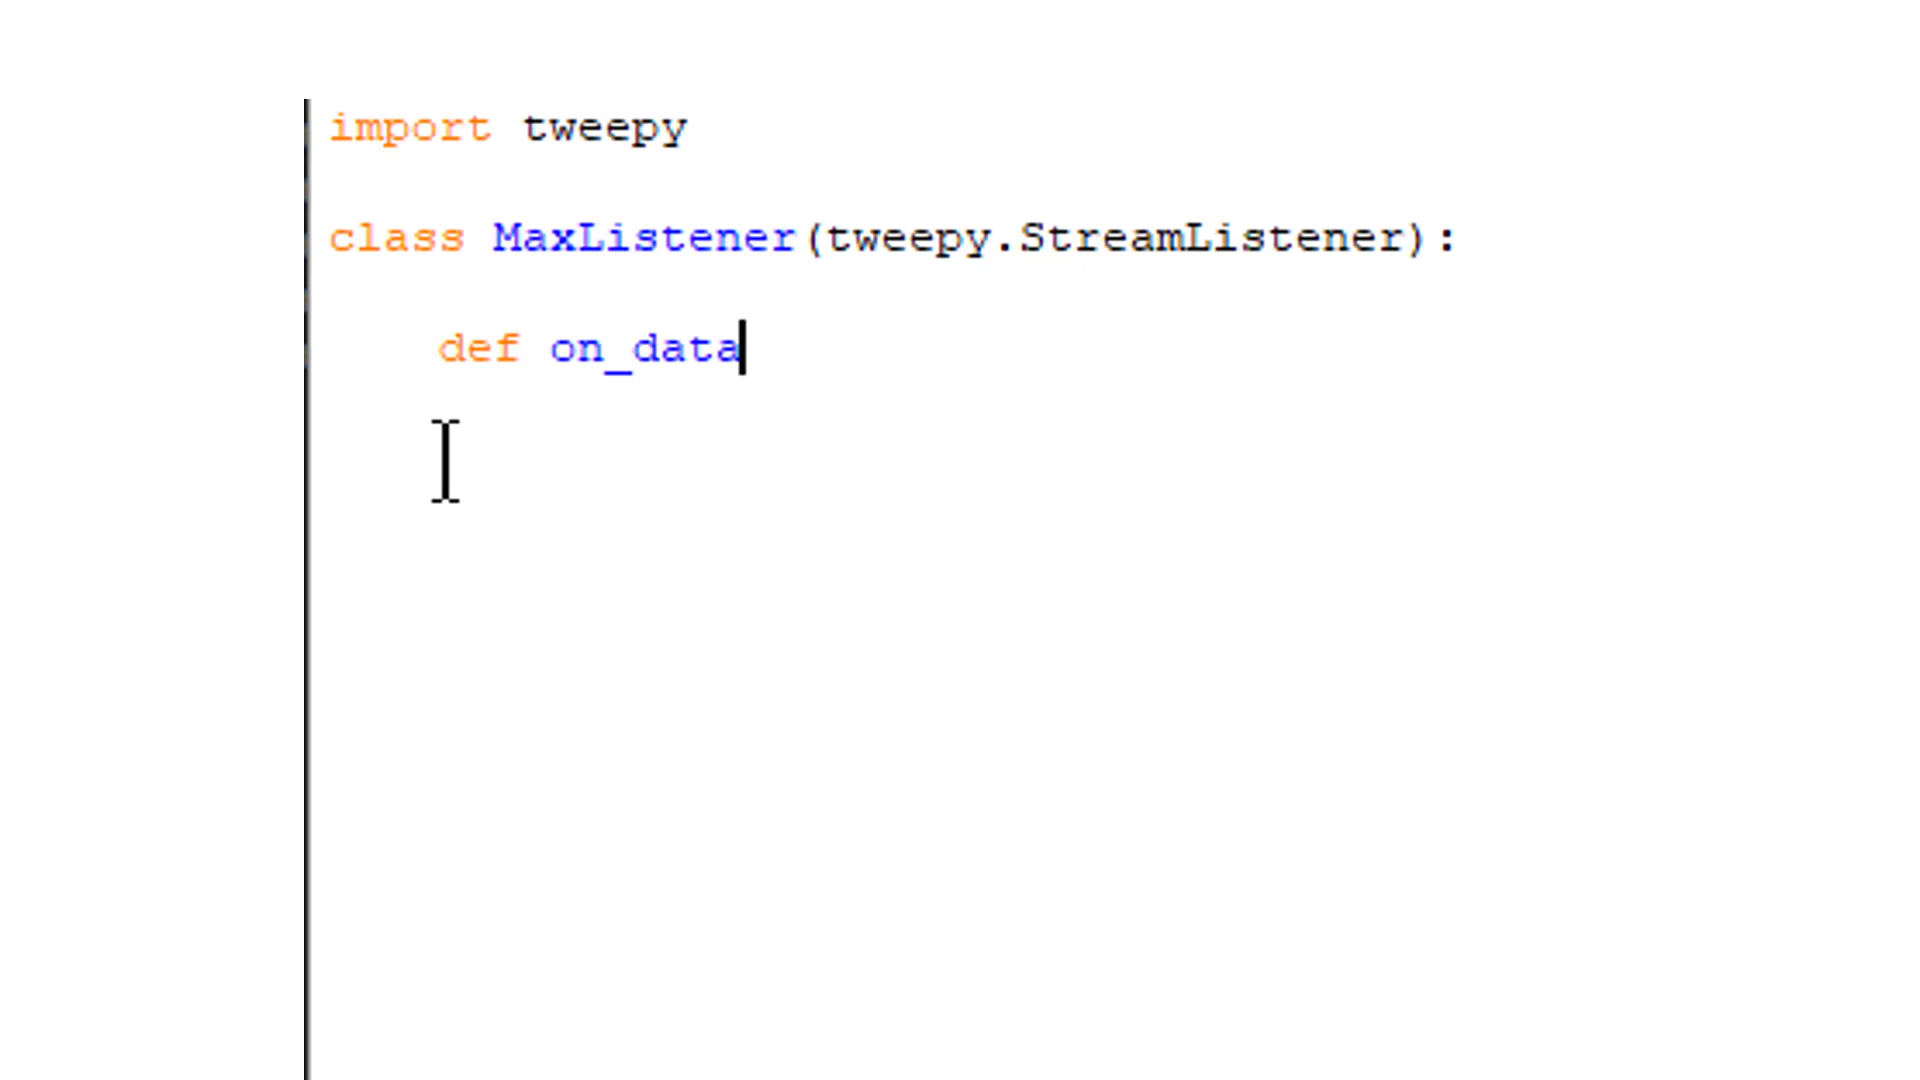 import tweepy
class MaxListener(tweepy.StreamListener):
def on_data